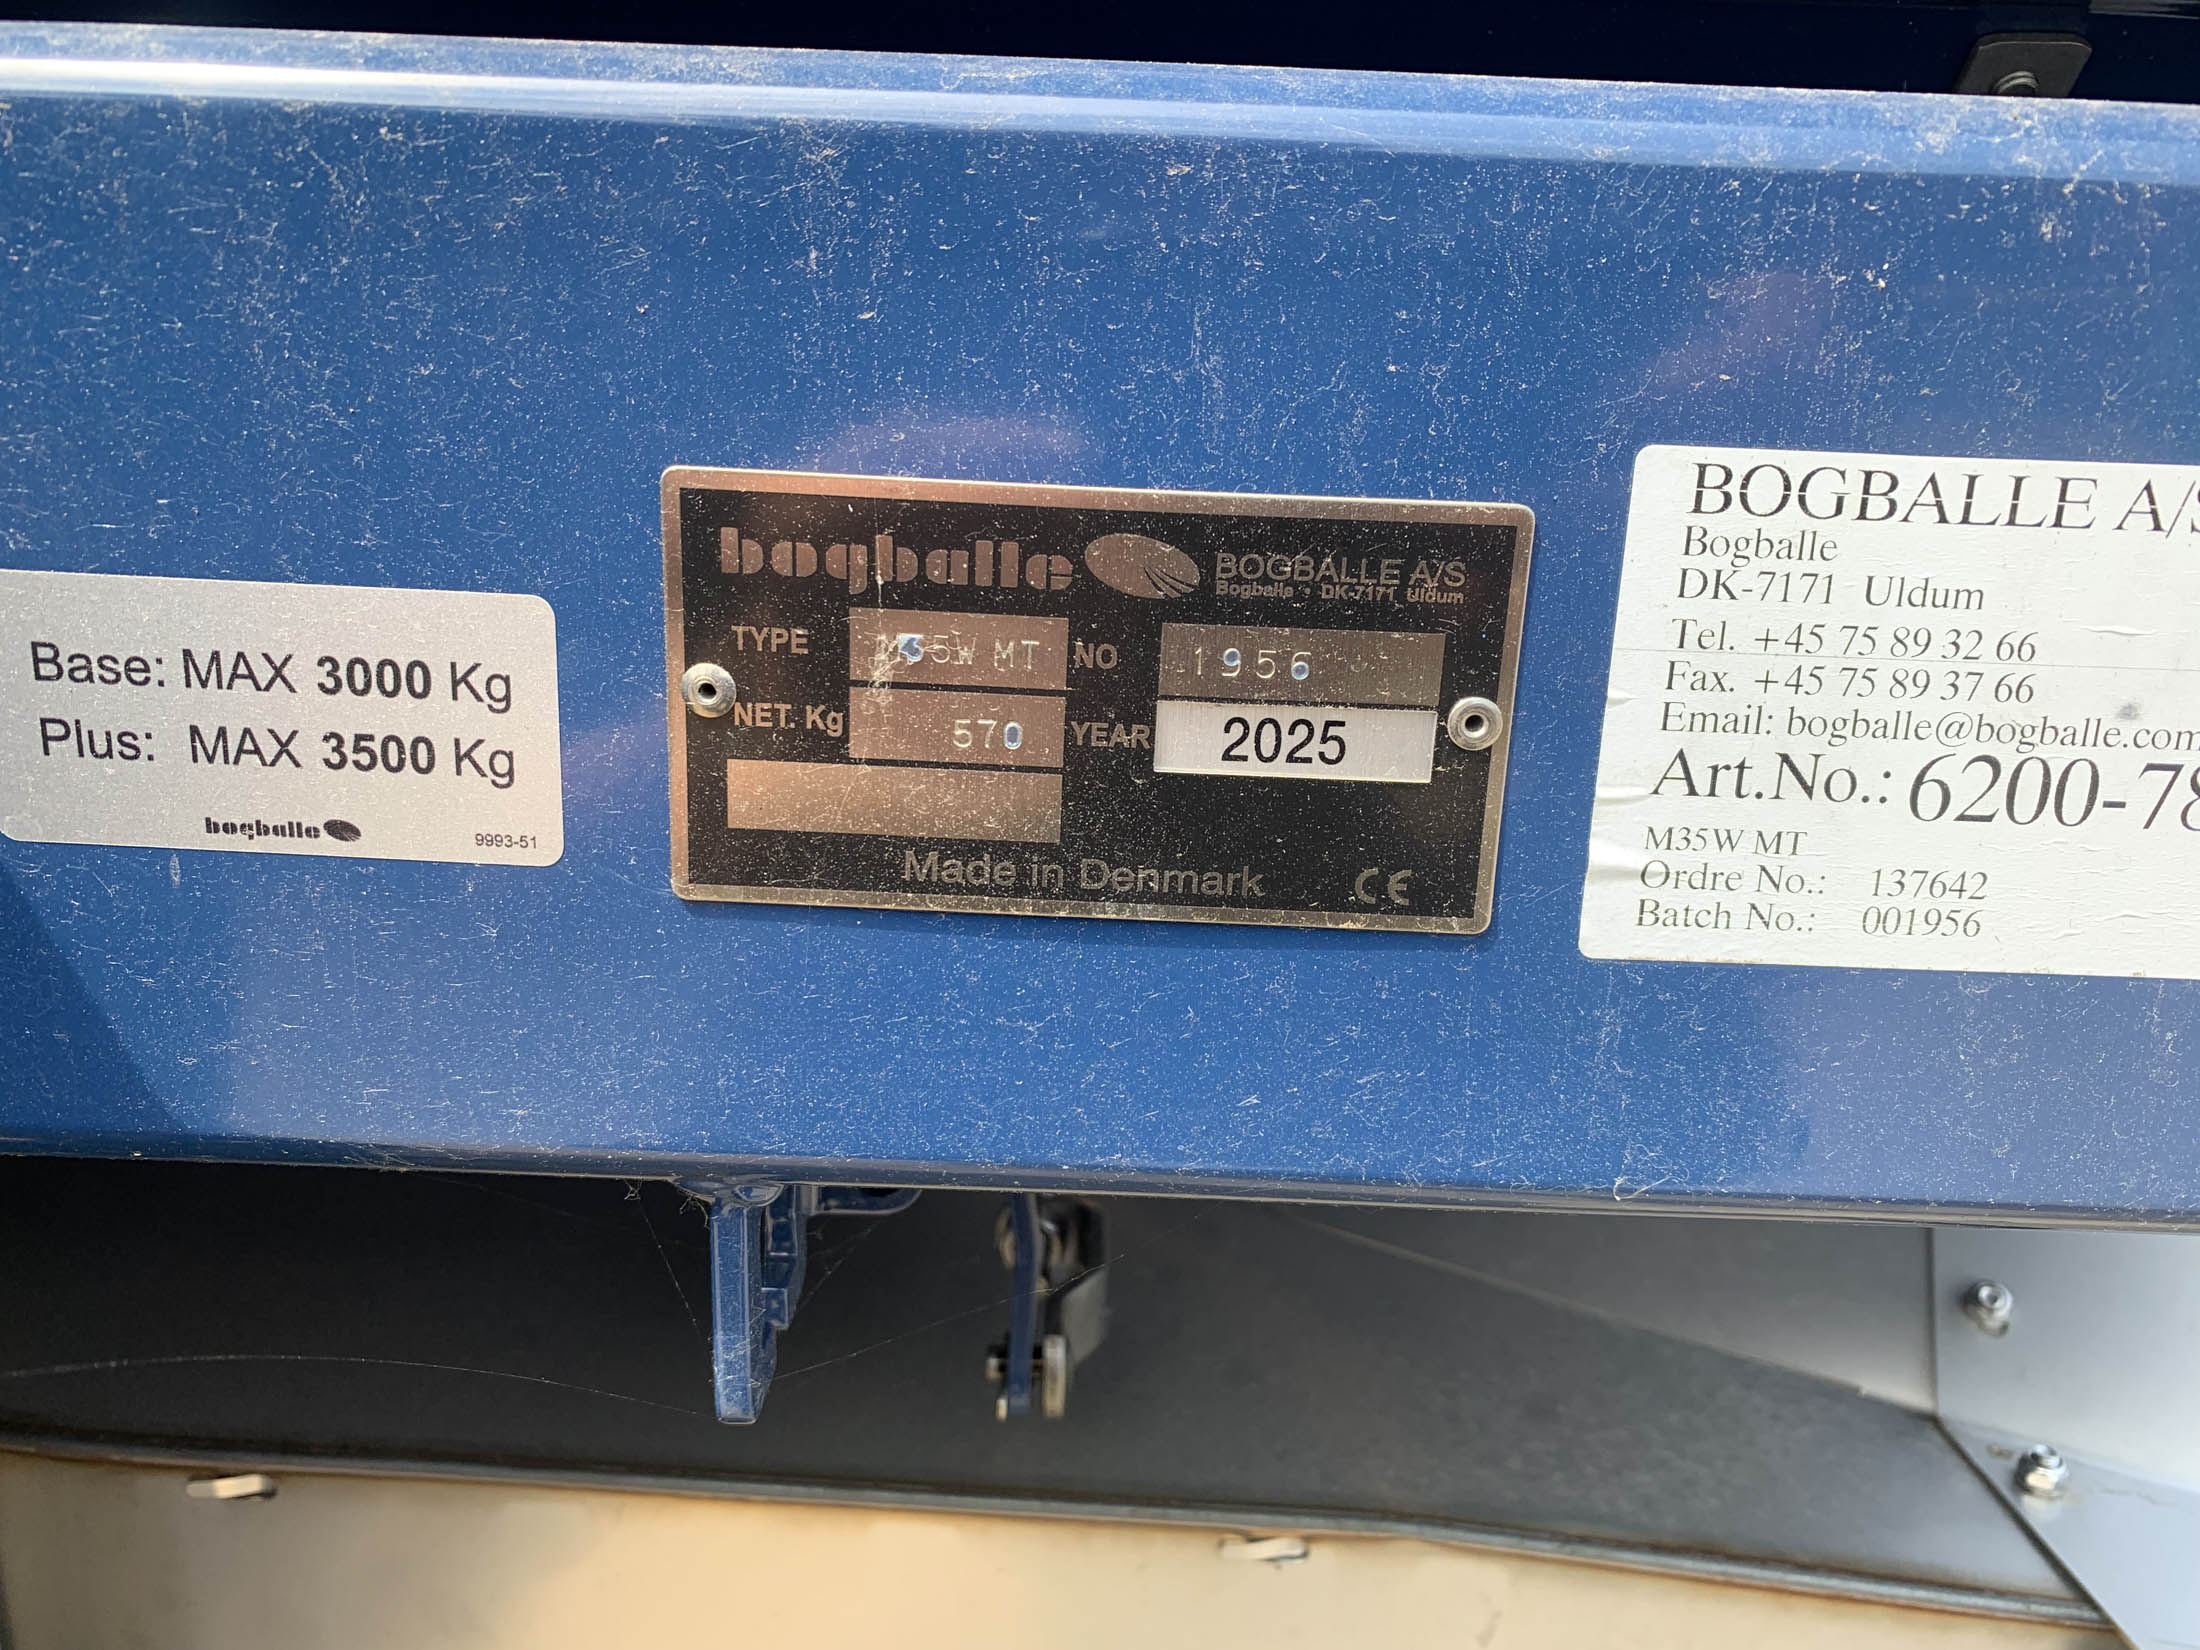 Base: MAX 3000 Kg
Plus: MAX 3500 Kg
bogballe
9993-51
bogballe BOGBALLE A/S
Bogballe • DK-7171 Uldum
TYPE M35W MT NO 1956
NET. Kg 570 YEAR 2025
Made in Denmark CE
BOGBALLE A/S
Bogballe
DK-7171 Uldum
Tel. +45 75 89 32 66
Fax. +45 75 89 37 66
Email: bogballe@bogballe.com
Art.No.: 6200-78
M35W MT
Ordre No.: 137642
Batch No.: 001956